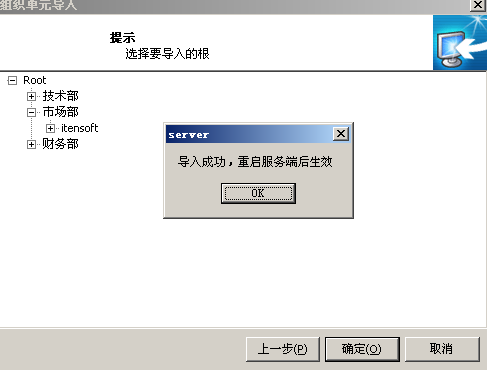 组织单元导入
提示
选择要导入的根
Root
技术部
市场部
itensoft
财务部
server
导入成功，重启服务端后生效
OK
上一步(P)
确定(O)
取消